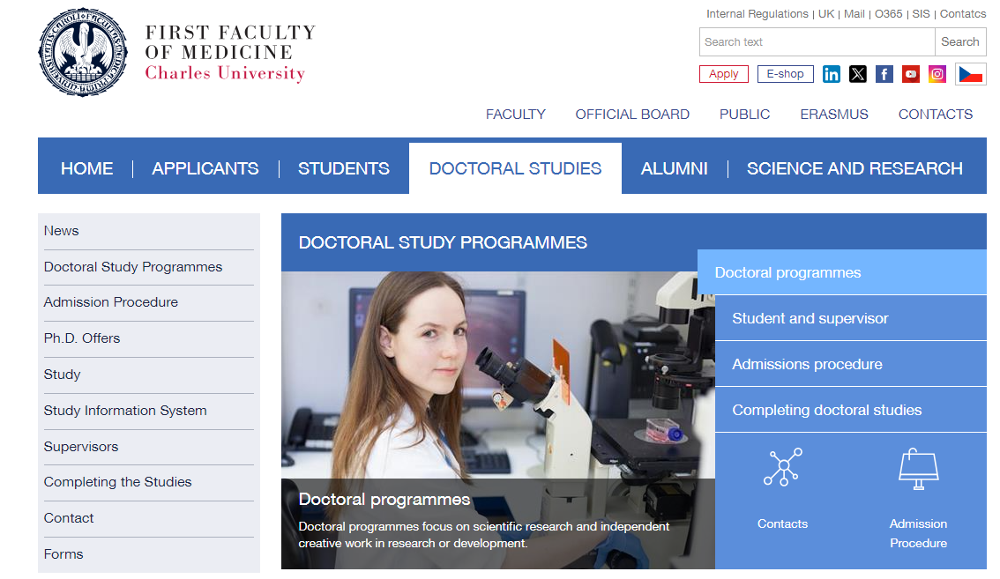 Internal Regulations | UK | Mail | O365 | SIS | Contatcs
FIRST FACULTY
OF MEDICINE
Charles University
Search text
Search
Apply
E-shop
FACULTY
OFFICIAL BOARD
PUBLIC
ERASMUS
CONTACTS
HOME
APPLICANTS
STUDENTS
DOCTORAL STUDIES
ALUMNI
SCIENCE AND RESEARCH
News
Doctoral Study Programmes
Admission Procedure
Ph.D. Offers
Study
Study Information System
Supervisors
Completing the Studies
Contact
Forms
DOCTORAL STUDY PROGRAMMES
Doctoral programmes
Doctoral programmes focus on scientific research and independent
creative work in research or development.
Doctoral programmes
Student and supervisor
Admissions procedure
Completing doctoral studies
Contacts
Admission
Procedure